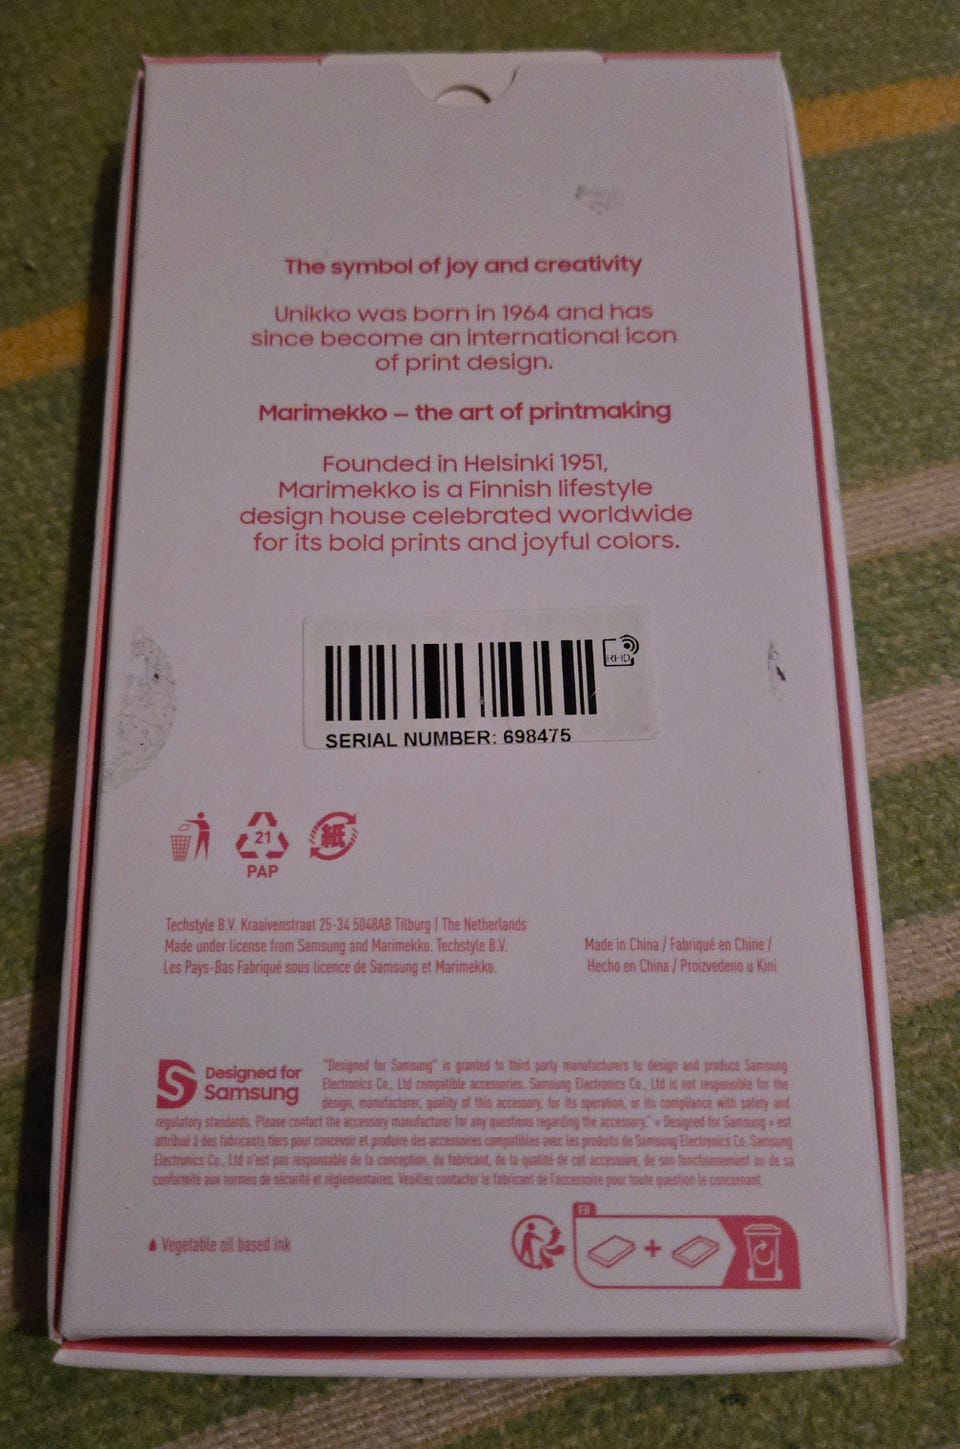 The symbol of joy and creativity
Unikko was born in 1964 and has
since become an international icon
of print design.
Marimekko – the art of printmaking
Founded in Helsinki 1951,
Marimekko is a Finnish lifestyle
design house celebrated worldwide
for its bold prints and joyful colors.
RFID
SERIAL NUMBER: 698475
21
PAP
紙
Techstyle B.V. Kraaivenstraat 25-34 5048AB Tilburg | The Netherlands
Made under license from Samsung and Marimekko. Techstyle B.V.
Les Pays-Bas Fabriqué sous licence de Samsung et Marimekko.
Made in China / Fabriqué en Chine /
Hecho en China / Proizvedeno u Kini
Designed for
Samsung
"Designed for Samsung" is granted to third party manufacturers to design and produce Samsung
Electronics Co., Ltd compatible accessories. Samsung Electronics Co., Ltd is not responsible for the
design, manufacturer, quality of this accessory, for its operation, or its compliance with safety and
regulatory standards. Please contact the accessory manufacturer for any questions regarding the accessory." « Designed for Samsung » est
attribué à des fabricants tiers pour concevoir et produire des accessoires compatibles avec les produits de Samsung Electronics Co. Samsung
Electronics Co., Ltd n'est pas responsable de la conception, du fabricant, de la qualité de cet accessoire, de son fonctionnement ou de sa
conformité aux normes de sécurité et réglementaires. Veuillez contacter le fabricant de l'accessoire pour toute question le concernant.
Vegetable oil based ink
FR